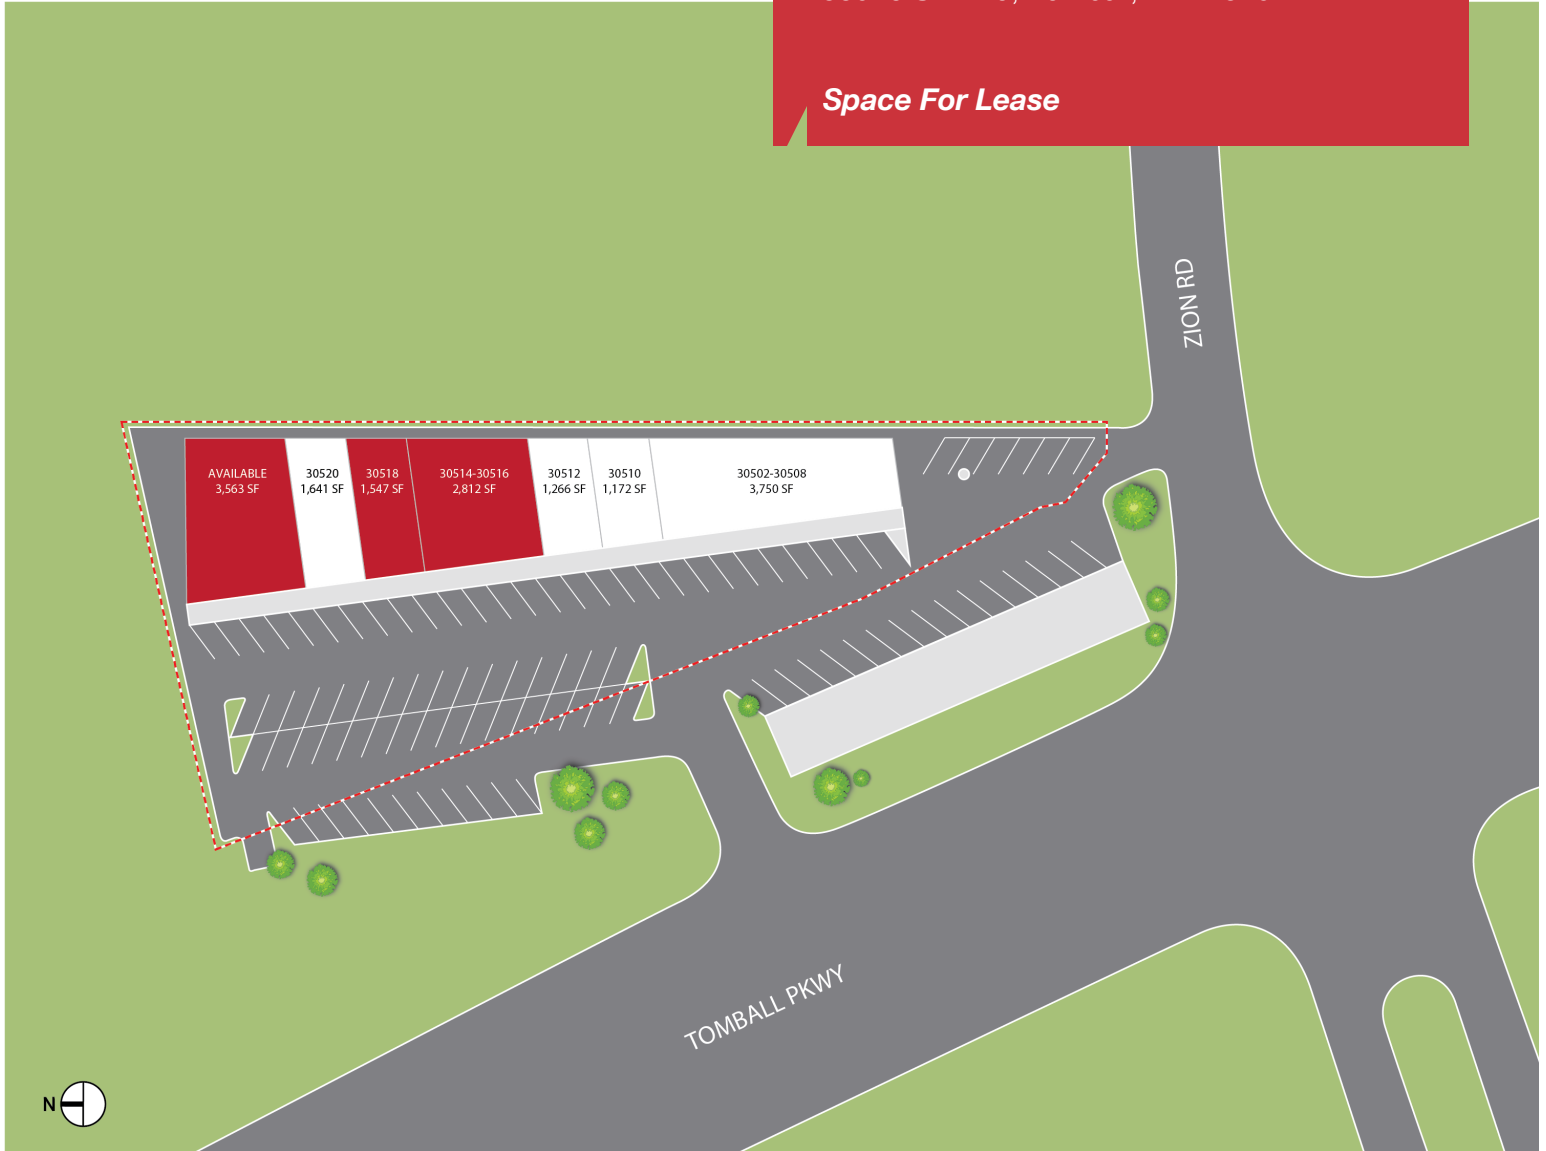 Space For Lease
ZION RD
AVAILABLE
3,563 SF
30520
1,641 SF
30518
1,547 SF
30514-30516
2,812 SF
30512
1,266 SF
30510
1,172 SF
30502-30508
3,750 SF
TOMBALL PKWY
N